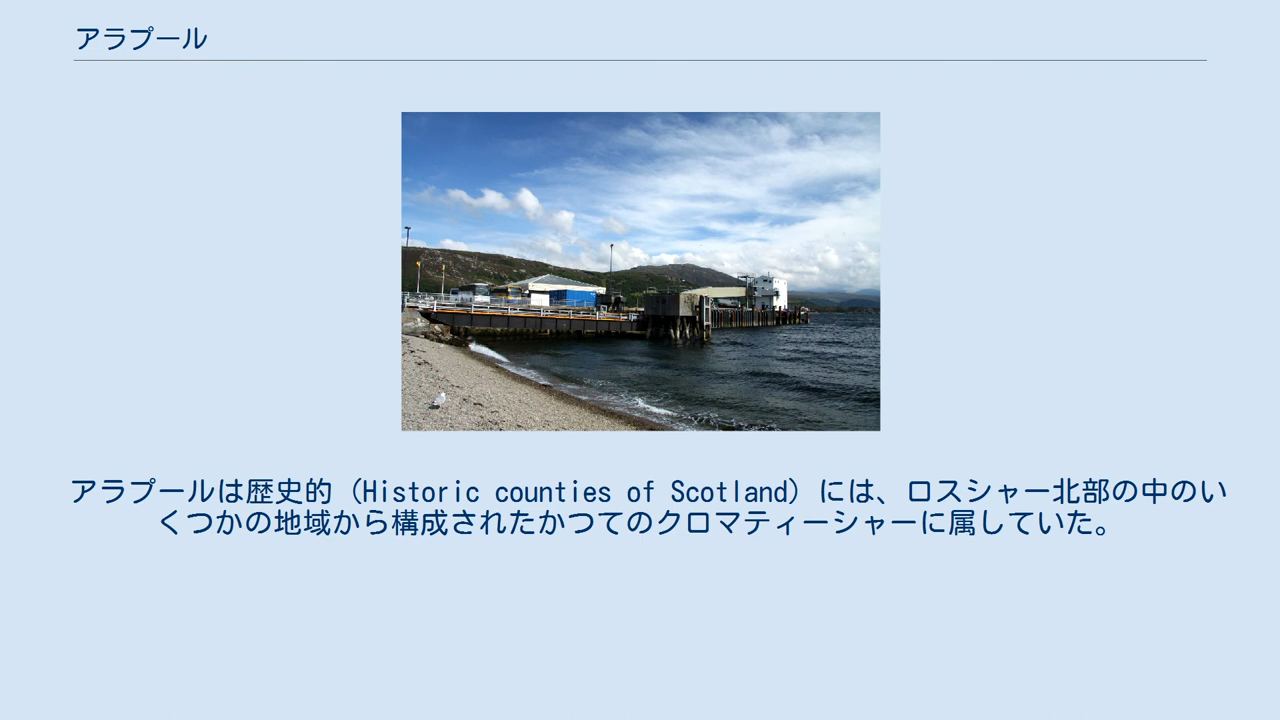 アラプール
アラプールは歴史的（Historic counties of Scotland）には、ロスシャー北部の中のい
くつかの地域から構成されたかつてのクロマティーシャーに属していた。